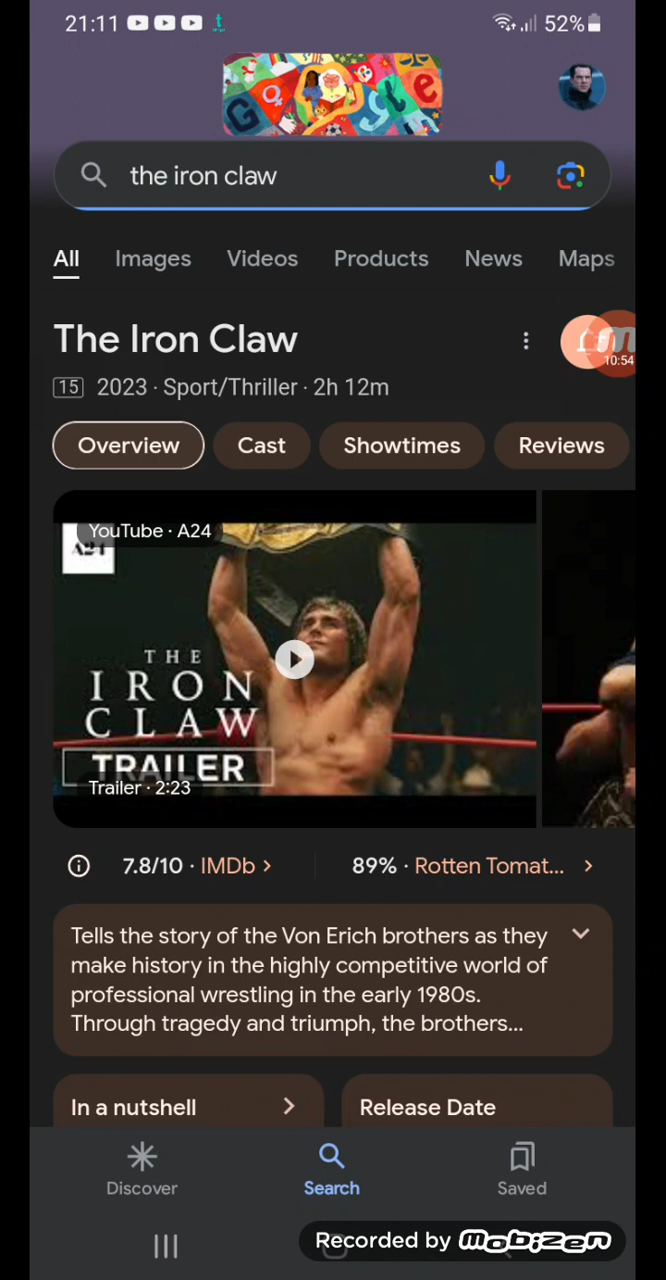 21:11
52%
the iron claw
All Images Videos Products News Maps
The Iron Claw
10:54
15 2023 · Sport/Thriller · 2h 12m
Overview Cast Showtimes Reviews
YouTube · A24
A24
THE
IRON
CLAW
TRAILER
Trailer · 2:23
7.8/10 · IMDb 89% · Rotten Tomat...
Tells the story of the Von Erich brothers as they
make history in the highly competitive world of
professional wrestling in the early 1980s.
Through tragedy and triumph, the brothers...
In a nutshell Release Date
Discover Search Saved
Recorded by mobizen